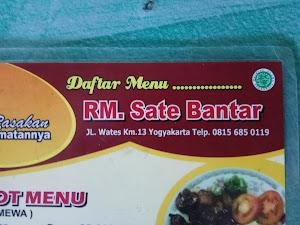 Daftar Menu ..................
RM. Sate Bantar
JL. Wates Km.13 Yogyakarta Telp. 0815 685 0119
Rasakan
matannya
OT MENU
MEWA )